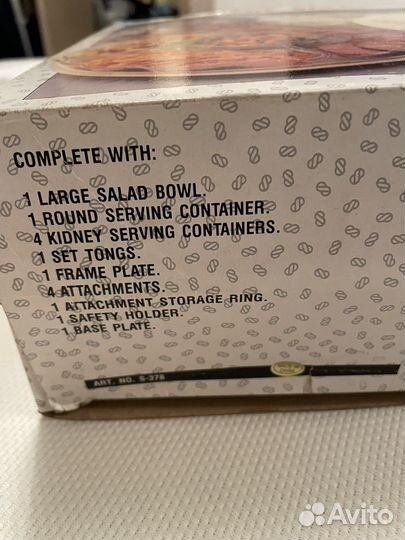 COMPLETE WITH:
1 LARGE SALAD BOWL.
1 ROUND SERVING CONTAINER.
4 KIDNEY SERVING CONTAINERS.
1 SET TONGS.
1 FRAME PLATE.
4 ATTACHMENTS.
1 ATTACHMENT STORAGE RING.
1 SAFETY HOLDER.
1 BASE PLATE.
ART. NO. S-378
Avito